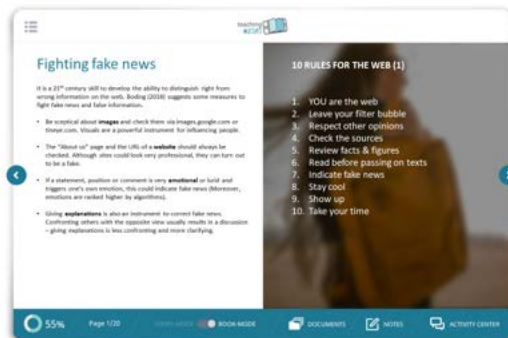 teaching
Fighting fake news
It is a 21st century skill to develop the ability to distinguish right from
wrong information on the web. Boding (2018) suggests some measures to
fight fake news and false information.
• Be sceptical about images and check them via images.google.com or
tineye.com. Visuals are a powerful instrument for influencing people.
• The "About us" page and the URL of a website should always be
checked. Although sites could look very professional, they can turn out
to be a fake.
• If a statement, position or comment is very emotional or lurid and
triggers one's own emotion, this could indicate fake news (Moreover,
emotions are ranked higher by algorithms).
• Giving explanations is also an instrument to correct fake news.
Confronting others with the opposite view usually results in a discussion
– giving explanations is less confronting and more clarifying.
10 RULES FOR THE WEB (1)
1. YOU are the web
2. Leave your filter bubble
3. Respect other opinions
4. Check the sources
5. Review facts & figures
6. Read before passing on texts
7. Indicate fake news
8. Stay cool
9. Show up
10. Take your time
55%
Page 1/20
BOOK-MODE
DOCUMENTS
NOTES
ACTIVITY CENTER